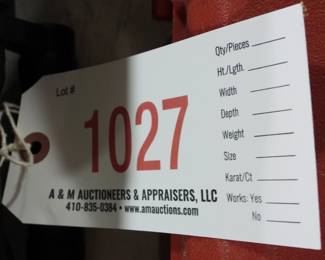 Lot #
1027
A & M AUCTIONEERS & APPRAISERS, LLC
410-835-0384 • www.amauctions.com
Qty/Pieces
Ht./Lgth.
Width
Depth
Weight
Size
Karat/Ct
Works: Yes
No